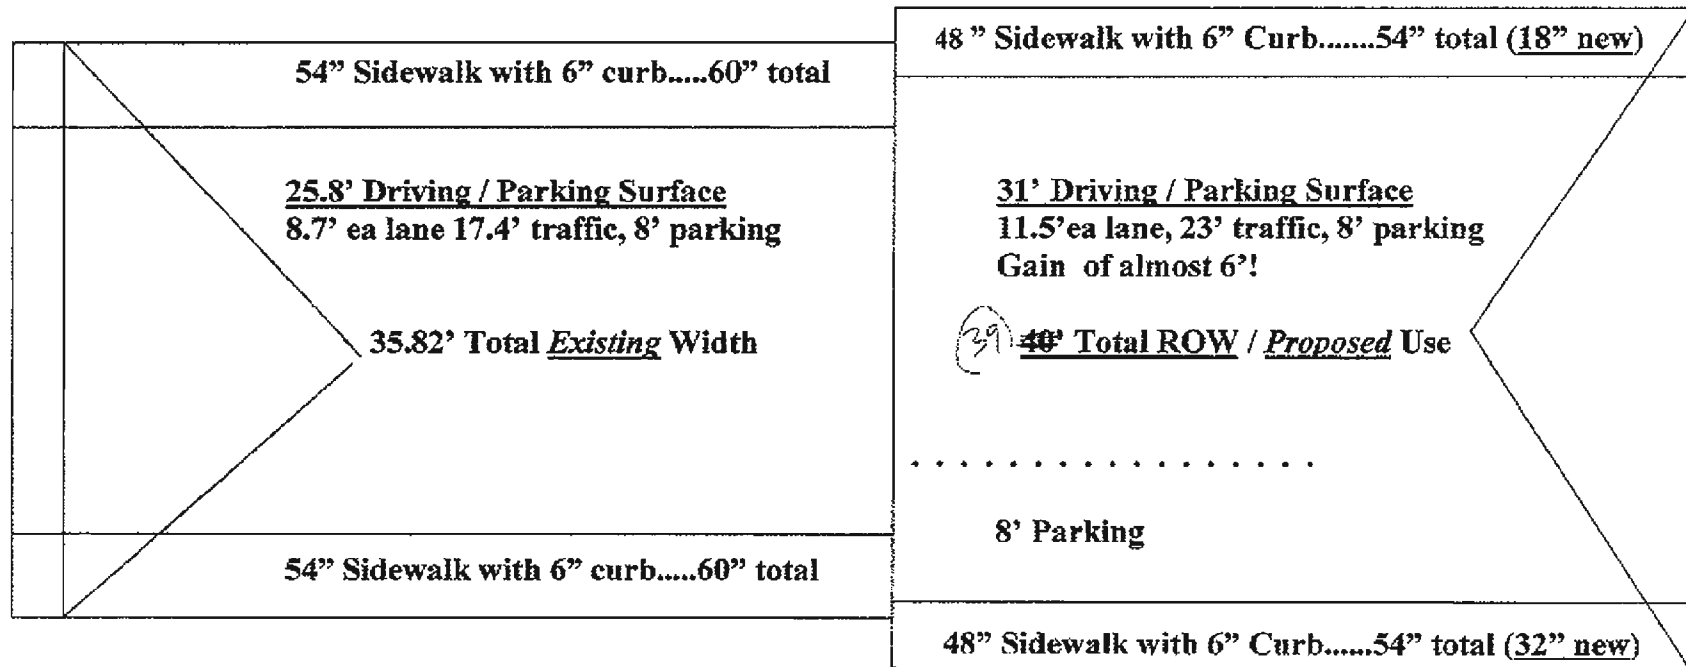 54” Sidewalk with 6” curb.....60” total
25.8’ Driving / Parking Surface
8.7’ ea lane 17.4’ traffic, 8’ parking
35.82’ Total Existing Width
54” Sidewalk with 6” curb.....60” total
48 ” Sidewalk with 6” Curb.......54” total (18” new)
31’ Driving / Parking Surface
11.5’ea lane, 23’ traffic, 8’ parking
Gain of almost 6’!
39 40’ Total ROW / Proposed Use
8’ Parking
48” Sidewalk with 6” Curb......54” total (32” new)